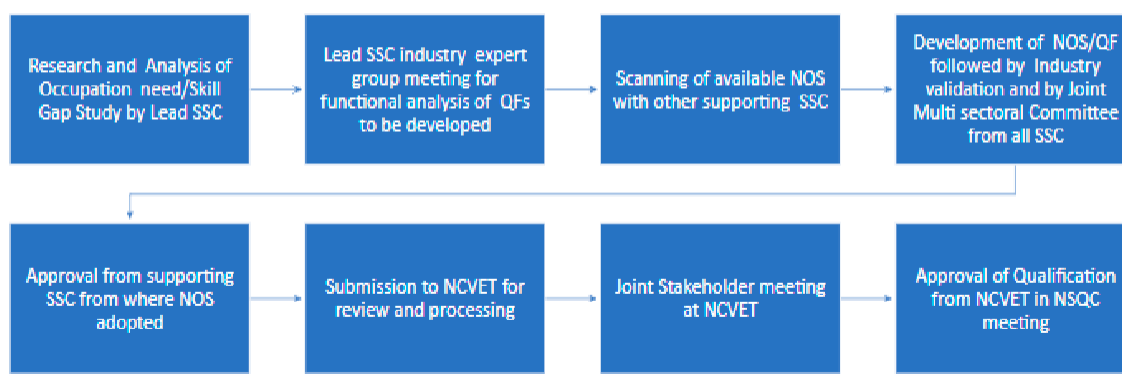 Research and Analysis of
Occupation need/Skill
Gap Study by Lead SSC
Lead SSC industry expert
group meeting for
functional analysis of QFs
to be developed
Scanning of available NOS
with other supporting SSC
Development of NOS/QF
followed by Industry
validation and by Joint
Multi sectoral Committee
from all SSC
Approval from supporting
SSC from where NOS
adopted
Submission to NCVET for
review and processing
Joint Stakeholder meeting
at NCVET
Approval of Qualification
from NCVET in NSQC
meeting